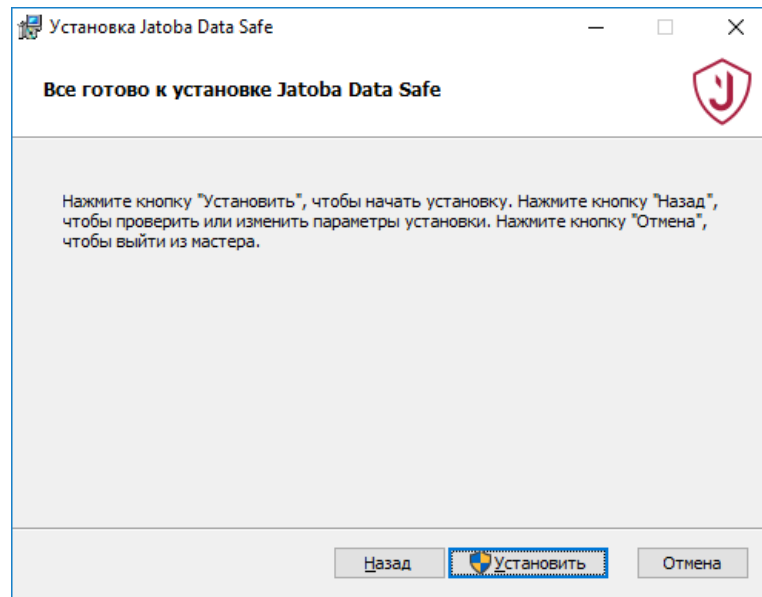 Установка Jatoba Data Safe
Все готово к установке Jatoba Data Safe
Нажмите кнопку "Установить", чтобы начать установку. Нажмите кнопку "Назад",
чтобы проверить или изменить параметры установки. Нажмите кнопку "Отмена",
чтобы выйти из мастера.
Назад Установить Отмена